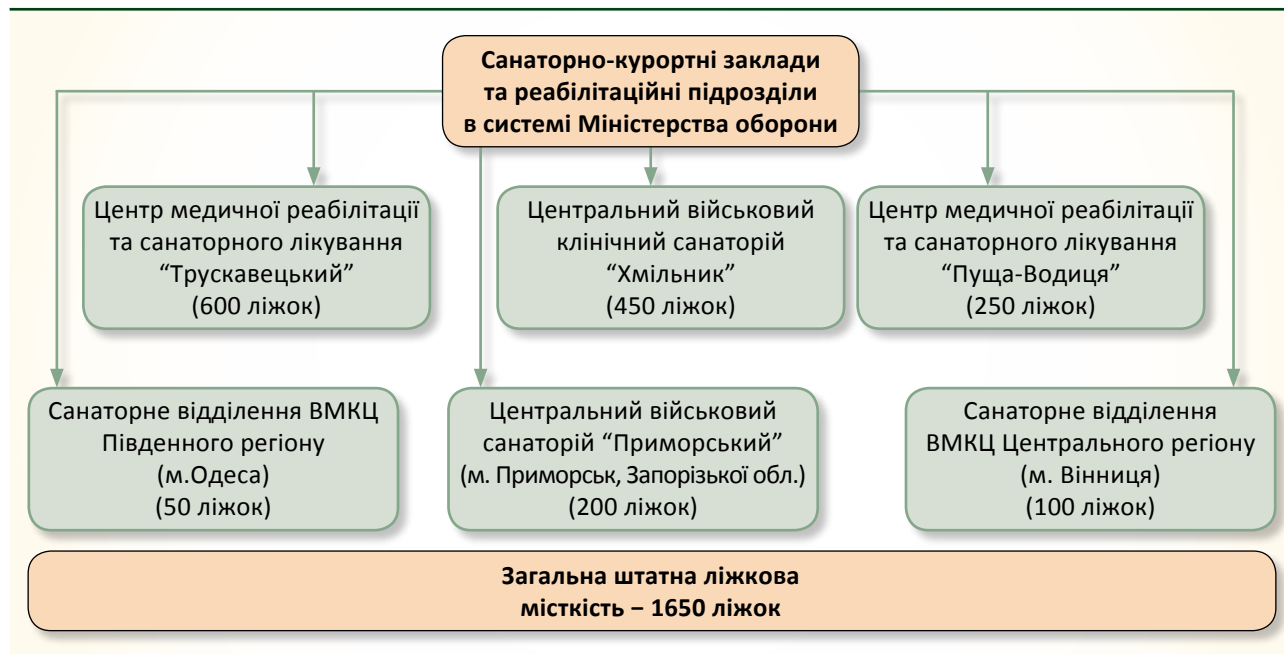 Санаторно-курортні заклади
та реабілітаційні підрозділи
в системі Міністерства оборони
Центр медичної реабілітації
та санаторного лікування
“Трускавецький”
(600 ліжок)
Центральний військовий
клінічний санаторій
“Хмільник”
(450 ліжок)
Центр медичної реабілітації
та санаторного лікування
“Пуща-Водиця”
(250 ліжок)
Санаторне відділення ВМКЦ
Південного регіону
(м.Одеса)
(50 ліжок)
Центральний військовий
санаторій “Приморський”
(м. Приморськ, Запорізької обл.)
(200 ліжок)
Санаторне відділення
ВМКЦ Центрального регіону
(м. Вінниця)
(100 ліжок)
Загальна штатна ліжкова
місткість – 1650 ліжок